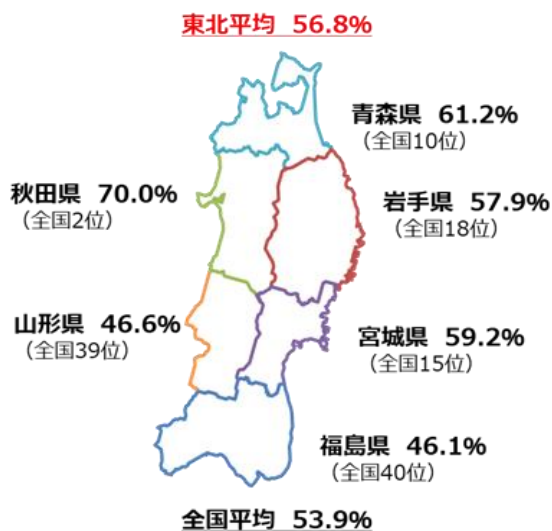 東北平均 56.8%
青森県 61.2%
（全国10位）
秋田県 70.0%
（全国2位）
岩手県 57.9%
（全国18位）
山形県 46.6%
（全国39位）
宮城県 59.2%
（全国15位）
福島県 46.1%
（全国40位）
全国平均 53.9%